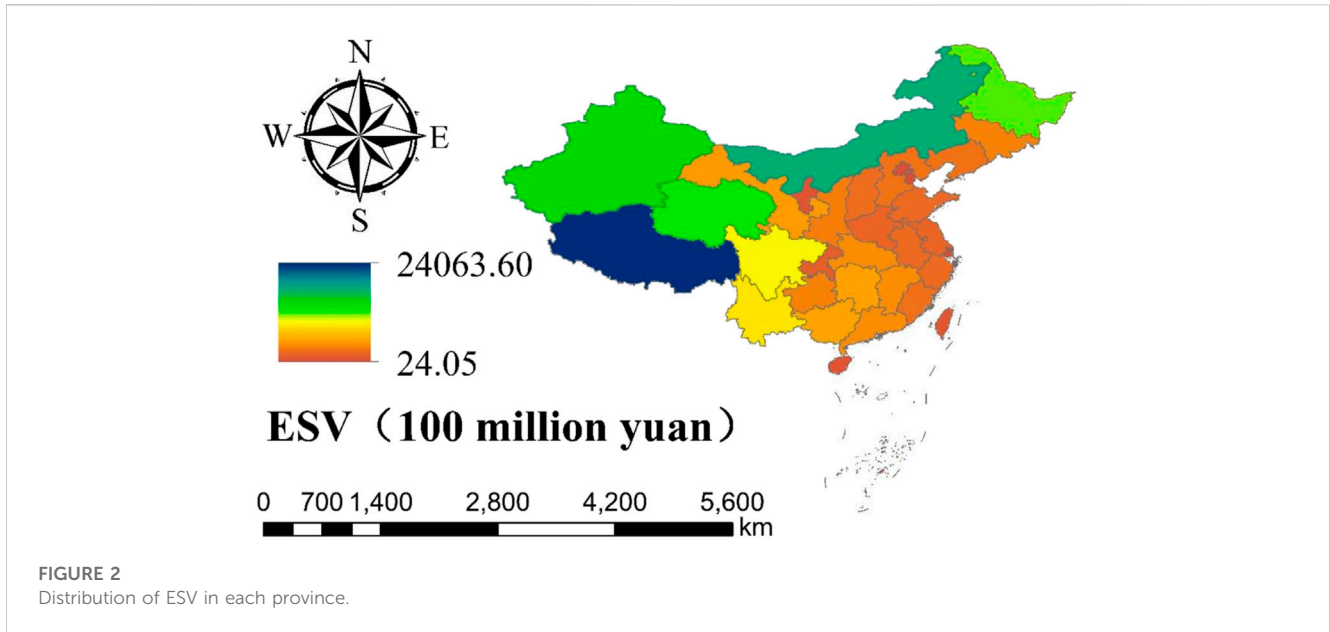 N
W
E
S
24063.60
24.05
ESV（100 million yuan）
0 700 1,400 2,800 4,200 5,600
km
FIGURE 2
Distribution of ESV in each province.